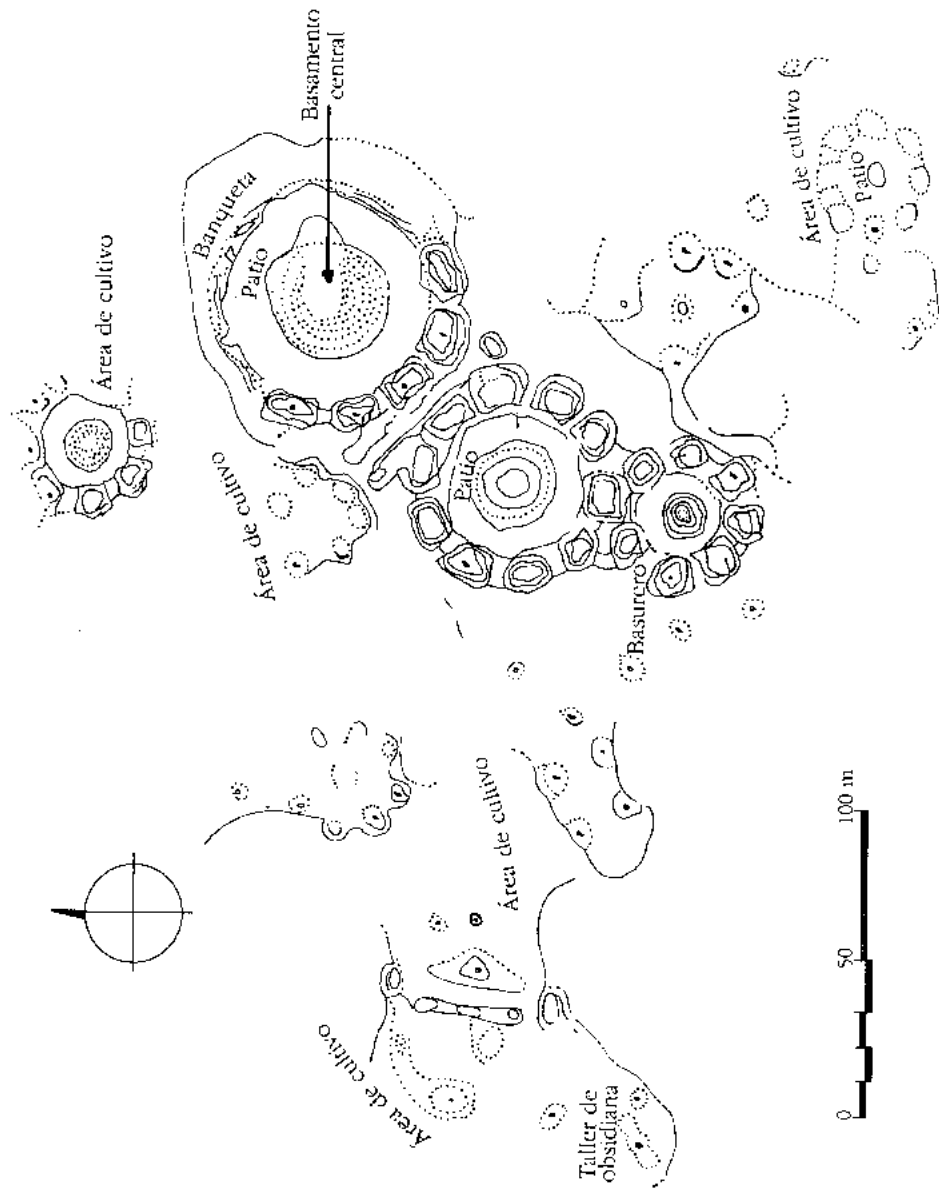 Basamento
central
Área de cultivo
Banqueta
Patio
Área de cultivo
Patio
Área de cultivo
Patio
Basurero
Área de cultivo
Área de cultivo
Taller de
obsidiana
0
50
100 m